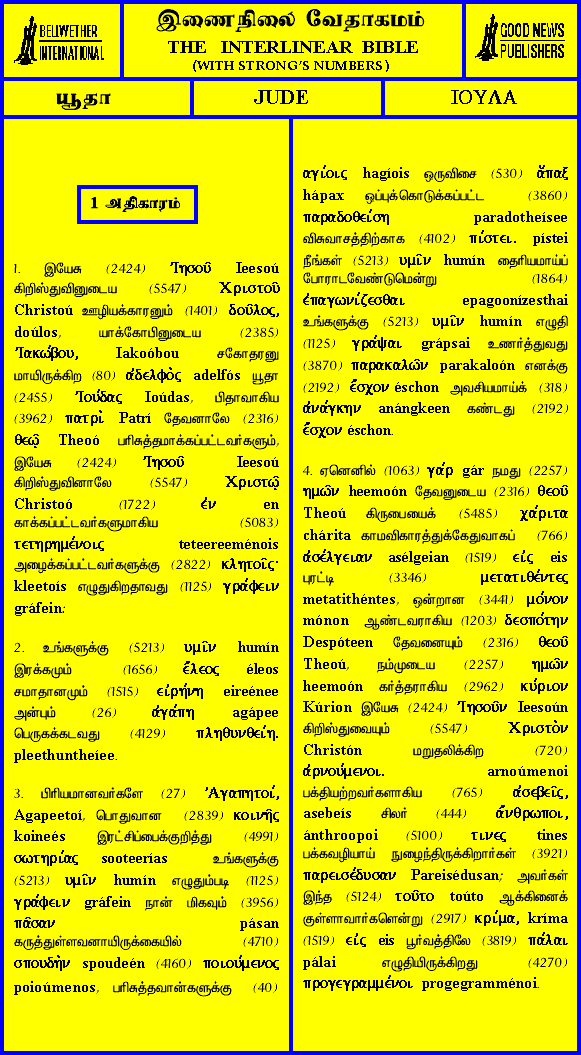 BELLWETHER
INTERNATIONAL
இணைநிலை வேதாகமம்
THE INTERLINEAR BIBLE
(WITH STRONG'S NUMBERS)
GOOD NEWS
PUBLISHERS
யூதா
JUDE
ΙΟΥΔΑ
1 அதிகாரம்
1. இயேசு (2424) Ἰησοῦ Ieesoú
கிறிஸ்துவினுடைய (5547) Χριστοῦ
Christoú ஊழியக்காரனும் (1401) δοῦλος,
doúlos, யாக்கோபினுடைய (2385)
Ἰακώβου, Iakoóbou சகோதரனு
மாயிருக்கிற (80) ἀδελφὸς adelfós யூதா
(2455) Ἰούδας Ioúdas, பிதாவாகிய
(3962) πατρὶ Patrí தேவனாலே (2316)
θεῷ Theoó பரிசுத்தமாக்கப்பட்டவர்களும்,
இயேசு (2424) Ἰησοῦ Ieesoú
கிறிஸ்துவினாலே (5547) Χριστῷ
Christoó (1722) ἐν en
காக்கப்பட்டவர்களுமாகிய (5083)
τετηρημένοις teteereeménois
அழைக்கப்பட்டவர்களுக்கு (2822) κλητοῖς·
kleetoís எழுதுகிறதாவது (1125) γράφειν
gráfein:
2. உங்களுக்கு (5213) υμῖν humín
இரக்கமும் (1656) ἔλεος éleos
சமாதானமும் (1515) εἰρήνη eireénee
அன்பும் (26) ἀγάπη agápee
பெருகக்கடவது (4129) πληθυνθείη.
pleethuntheíee.
3. பிரியமானவர்களே (27) Ἀγαπητοί,
Agapeetoí, பொதுவான (2839) κοινῆς
koineés இரட்சிப்பைக்குறித்து (4991)
σωτηρίας sooteerías உங்களுக்கு
(5213) υμῖν humín எழுதும்படி (1125)
γράφειν gráfein நான் மிகவும் (3956)
πᾶσαν pásan
கருத்துள்ளவனாயிருக்கையில் (4710)
σπουδὴν spoudeén (4160) ποιούμενος
poioúmenos, பரிசுத்தவான்களுக்கு (40)
αγίοις hagíois ஒருவிசை (530) ἅπαξ
hápax ஒப்புக்கொடுக்கப்பட்ட (3860)
παραδοθείση paradotheísee
விசுவாசத்திற்காக (4102) πίστει. pístei
நீங்கள் (5213) υμῖν humín தைரியமாய்ப்
போராடவேண்டுமென்று (1864)
ἐπαγωνίζεσθαι epagoonízesthai
உங்களுக்கு (5213) υμῖν humín எழுதி
(1125) γράψαι grápsai உணர்த்துவது
(3870) παρακαλῶν parakaloón எனக்கு
(2192) ἔσχον éschon அவசியமாய்க் (318)
ἀνάγκην anángkeen கண்டது (2192)
ἔσχον éschon.
4. ஏனெனில் (1063) γάρ gár நமது (2257)
ημῶν heemoón தேவனுடைய (2316) θεοῦ
Theoú கிருபையைக் (5485) χάριτα
chárita காமவிகாரத்துக்கேதுவாகப் (766)
ἀσέλγειαν asélgeian (1519) εἰς eis
புரட்டி (3346) μετατιθέντες
metatithéntes, ஒன்றான (3441) μόνον
mónon ஆண்டவராகிய (1203) δεσπότην
Despóteen தேவனையும் (2316) θεοῦ
Theoú, நம்முடைய (2257) ημῶν
heemoón கர்த்தராகிய (2962) κύριον
Kúrion இயேசு (2424) Ἰησοῦν Ieesoún
கிறிஸ்துவையும் (5547) Χριστὸν
Christón மறுதலிக்கிற (720)
ἀρνούμενοι. arnoúmenoi
பக்தியற்றவர்களாகிய (765) ἀσεβεῖς,
asebeís சிலர் (444) ἄνθρωποι,
ánthroopoi (5100) τινες tines
பக்கவழியாய் நுழைந்திருக்கிறார்கள் (3921)
παρεισέδυσαν Pareisédusan; அவர்கள்
இந்த (5124) τοῦτο toúto ஆக்கினைக்
குள்ளாவார்களென்று (2917) κρίμα, kríma
(1519) εἰς eis பூர்வத்திலே (3819) πάλαι
pálai எழுதியிருக்கிறது (4270)
προγεγραμμένοι progegramménoi.